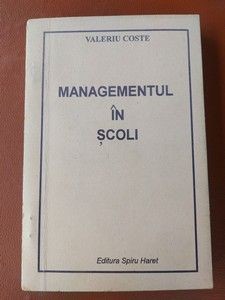 VALERIU COSTE
MANAGEMENTUL
ÎN
ȘCOLI
Editura Spiru Haret